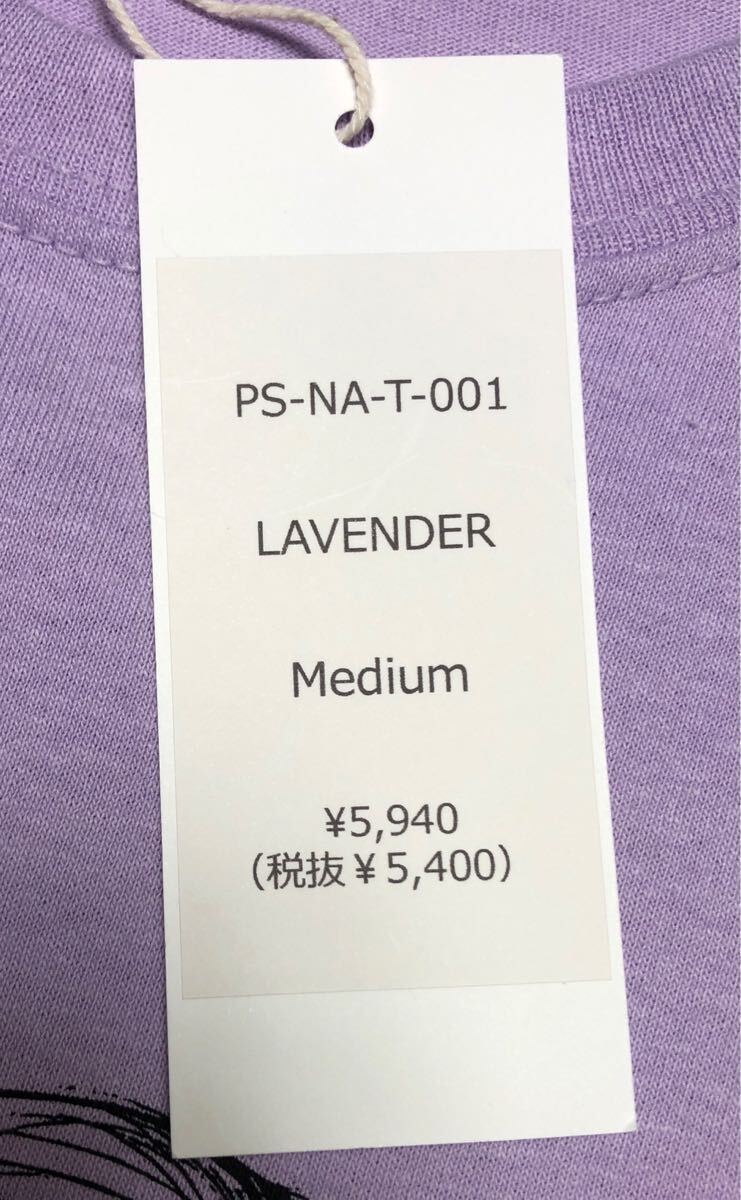 PS-NA-T-001
LAVENDER
Medium
¥5,940
（税抜¥5,400）